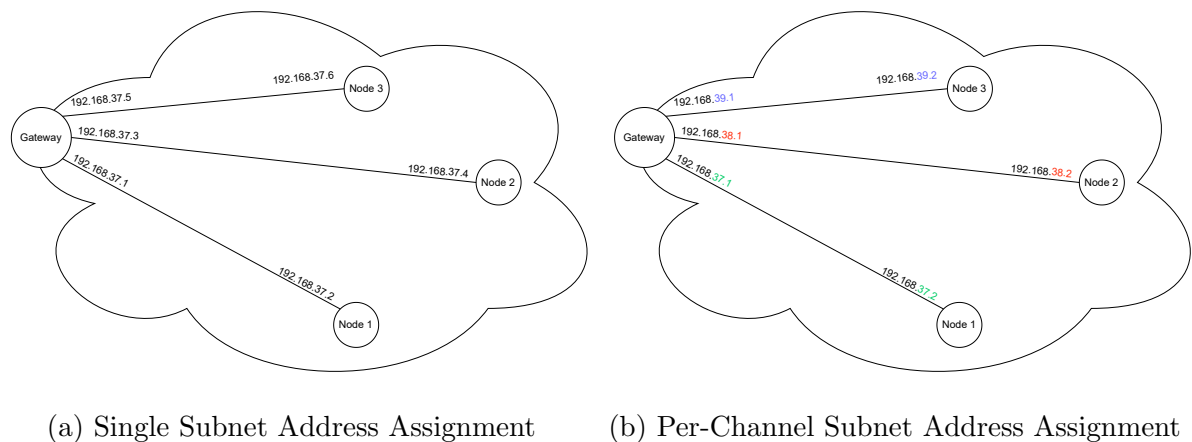 192.168.37.6
Node 3
192.168.37.5
Gateway
192.168.37.3
192.168.37.4
Node 2
192.168.37.1
192.168.37.2
Node 1
(a) Single Subnet Address Assignment
192.168.39.2
Node 3
192.168.39.1
Gateway
192.168.38.1
192.168.38.2
Node 2
192.168.37.1
192.168.37.2
Node 1
(b) Per-Channel Subnet Address Assignment